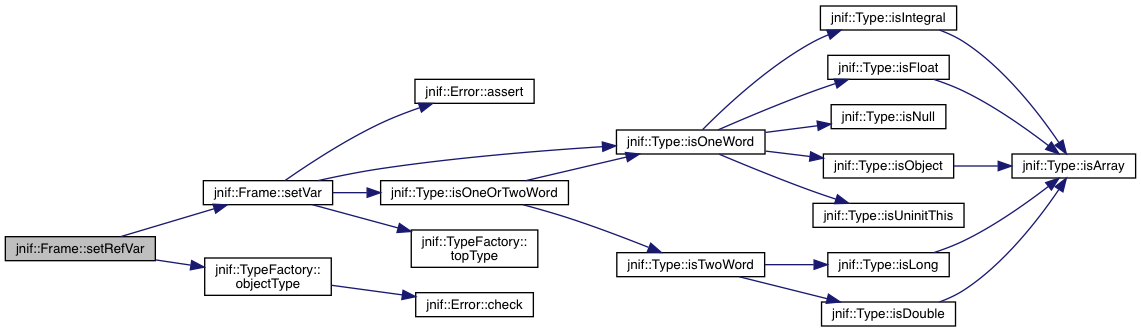 jnif::Frame::setRefVar
jnif::Frame::setVar
jnif::TypeFactory::
objectType
jnif::Error::assert
jnif::Type::isOneOrTwoWord
jnif::TypeFactory::
topType
jnif::Error::check
jnif::Type::isOneWord
jnif::Type::isTwoWord
jnif::Type::isIntegral
jnif::Type::isFloat
jnif::Type::isNull
jnif::Type::isObject
jnif::Type::isUninitThis
jnif::Type::isLong
jnif::Type::isDouble
jnif::Type::isArray